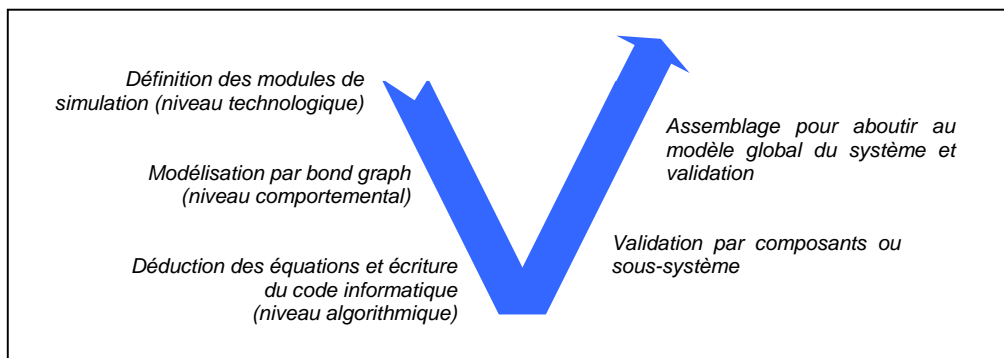 Définition des modules de
simulation (niveau technologique)
Modélisation par bond graph
(niveau comportemental)
Déduction des équations et écriture
du code informatique
(niveau algorithmique)
Assemblage pour aboutir au
modèle global du système et
validation
Validation par composants ou
sous-système